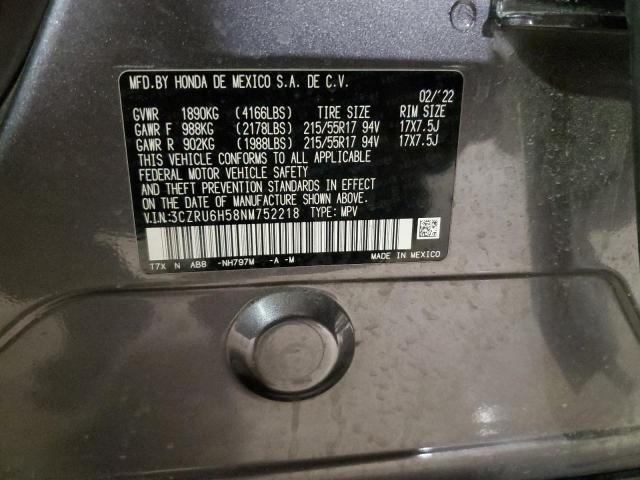 MFD.BY HONDA DE MEXICO S.A. DE C.V.
02/'22
GVWR 1890KG (4166LBS) TIRE SIZE RIM SIZE
GAWR F 988KG (2178LBS) 215/55R17 94V 17X7.5J
GAWR R 902KG (1988LBS) 215/55R17 94V 17X7.5J
THIS VEHICLE CONFORMS TO ALL APPLICABLE
FEDERAL MOTOR VEHICLE SAFETY
AND THEFT PREVENTION STANDARDS IN EFFECT
ON THE DATE OF MANUFACTURE SHOWN ABOVE.
V.I.N:3CZRU6H58NM752218 TYPE: MPV
T7X N AB8 -NH797M -A -M MADE IN MEXICO